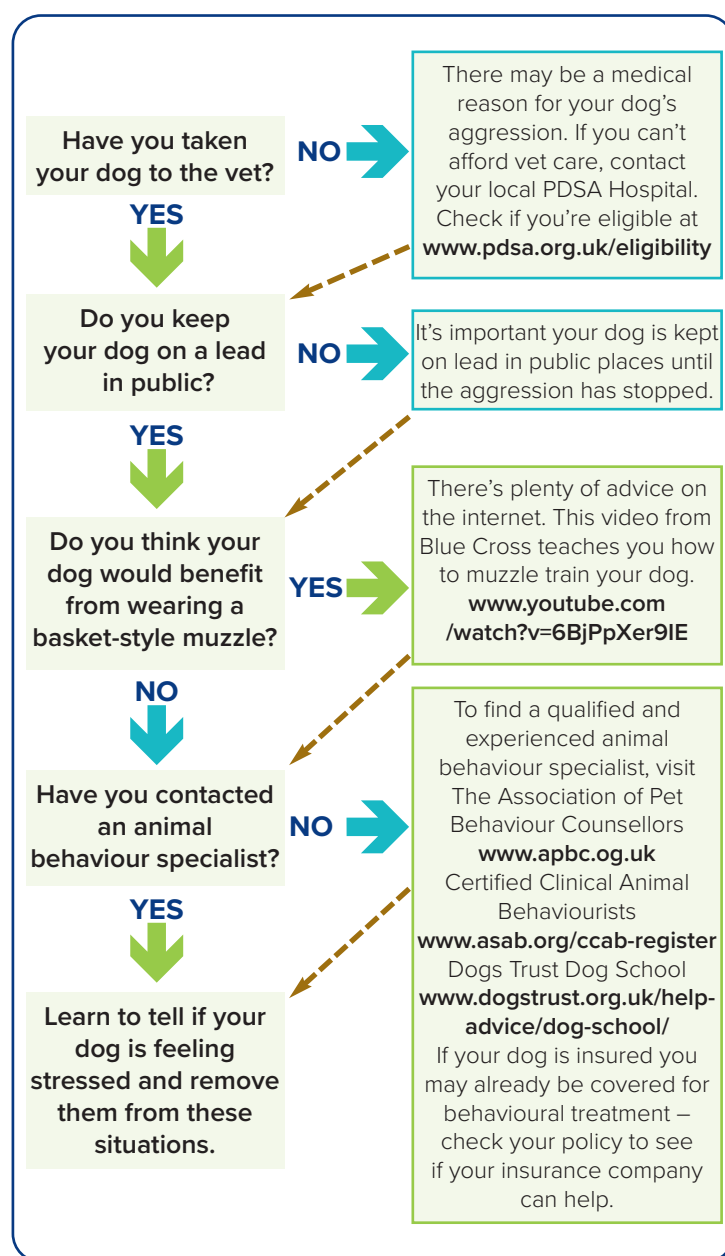 Have you taken
your dog to the vet?
NO
There may be a medical
reason for your dog's
aggression. If you can't
afford vet care, contact
your local PDSA Hospital.
Check if you're eligible at
www.pdsa.org.uk/eligibility
YES
Do you keep
your dog on a lead
in public?
NO
It's important your dog is kept
on lead in public places until
the aggression has stopped.
YES
Do you think your
dog would benefit
from wearing a
basket-style muzzle?
YES
There's plenty of advice on
the internet. This video from
Blue Cross teaches you how
to muzzle train your dog.
www.youtube.com
/watch?v=6BjPpXer9IE
NO
Have you contacted
an animal
behaviour specialist?
NO
To find a qualified and
experienced animal
behaviour specialist, visit
The Association of Pet
Behaviour Counsellors
www.apbc.og.uk
Certified Clinical Animal
Behaviourists
www.asab.org/ccab-register
Dogs Trust Dog School
www.dogstrust.org.uk/help-
advice/dog-school/
If your dog is insured you
may already be covered for
behavioural treatment –
check your policy to see
if your insurance company
can help.
YES
Learn to tell if your
dog is feeling
stressed and remove
them from these
situations.